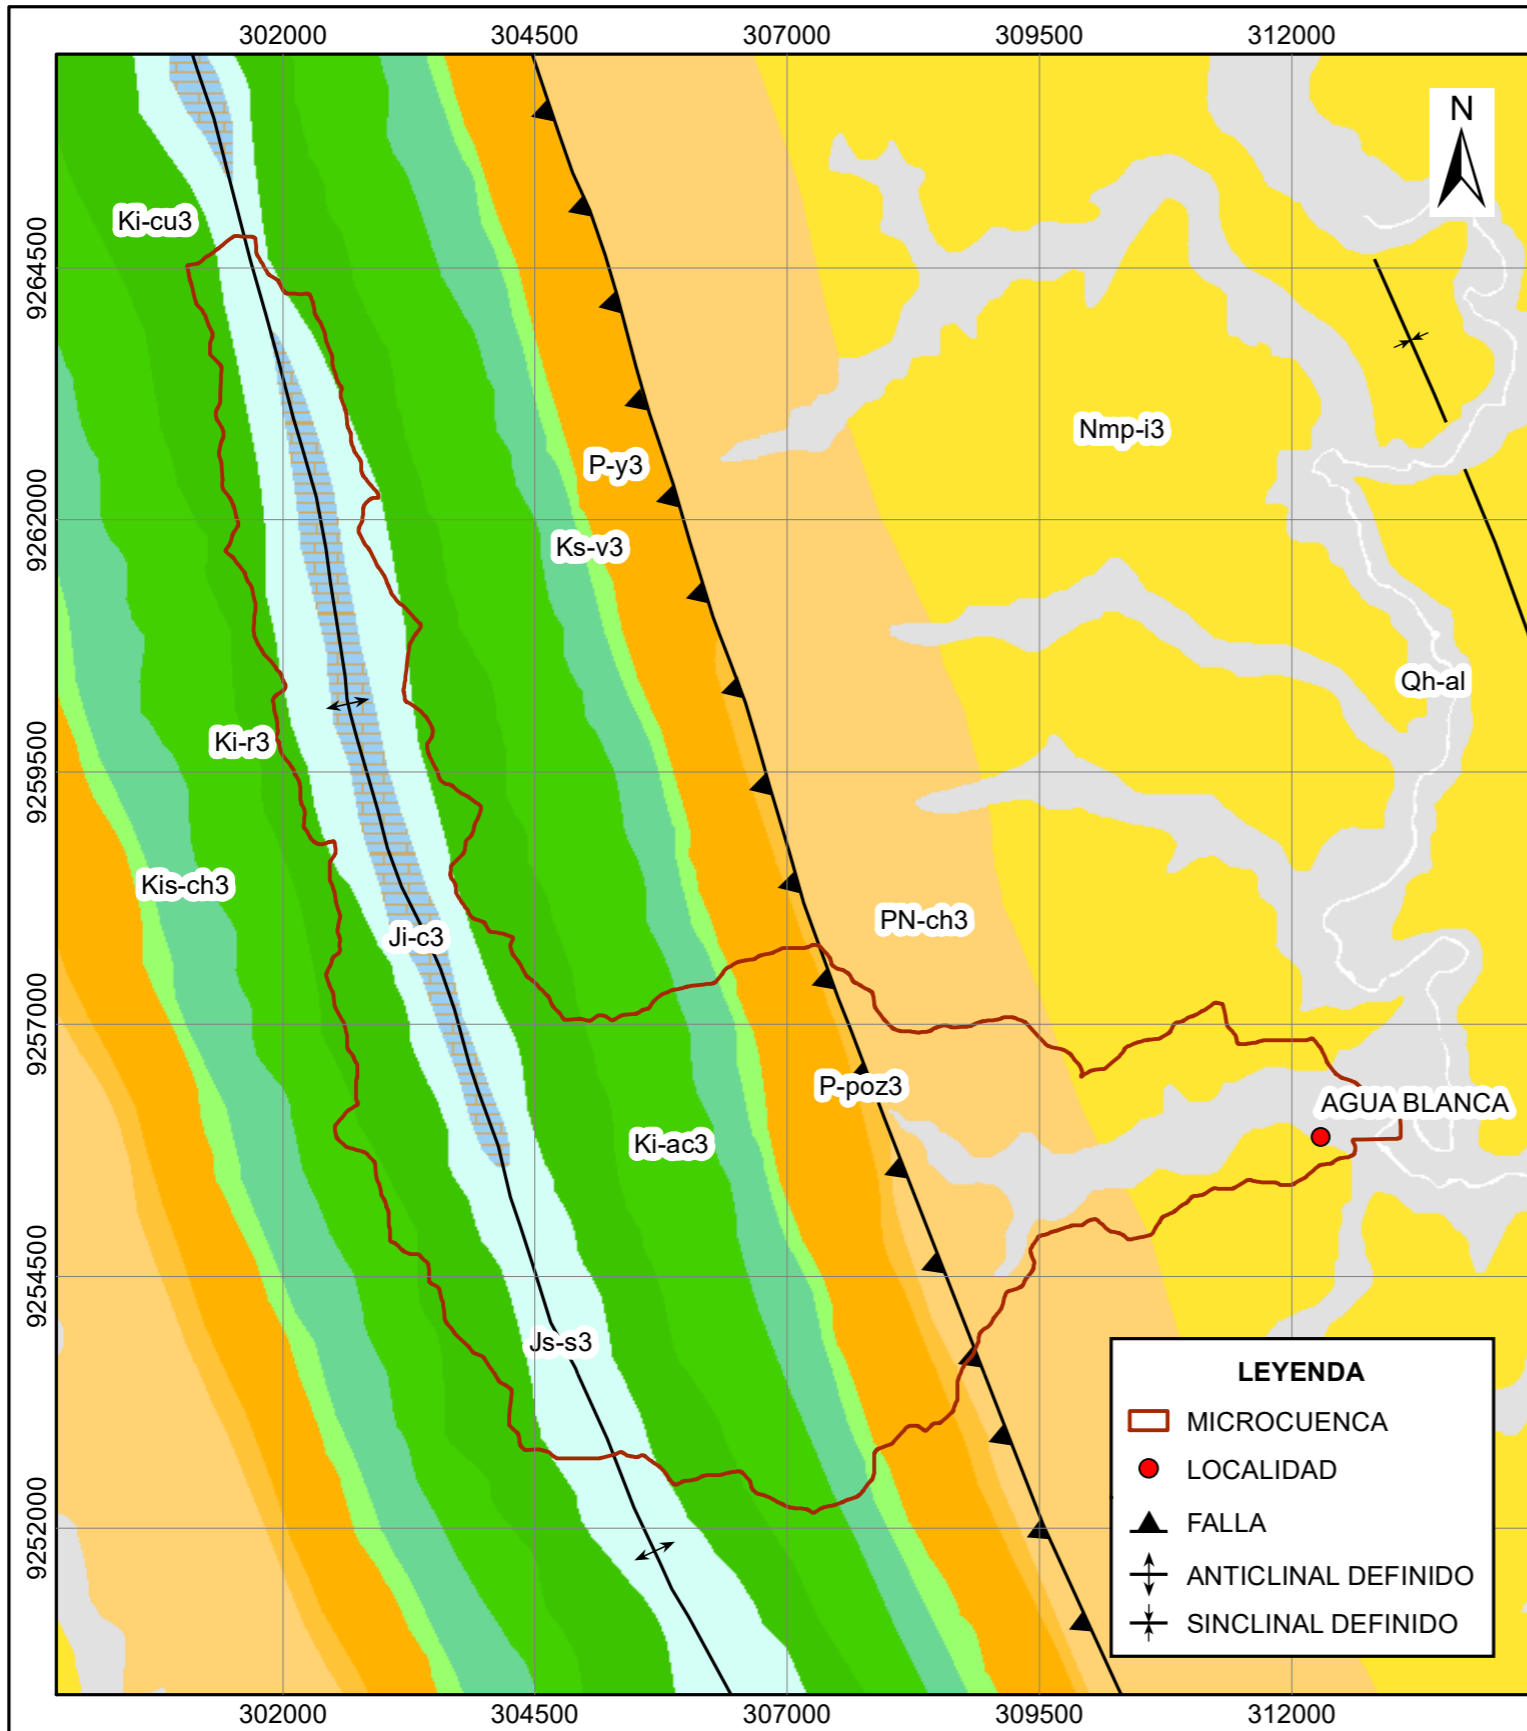 302000 304500 307000 309500 312000
N
Ki-cu3
9264500
Nmp-i3
P-y3
9262000
Ks-v3
Qh-al
Ki-r3
9259500
Kis-ch3
PN-ch3
Ji-c3
9257000
P-poz3
AGUA BLANCA
Ki-ac3
9254500
Js-s3
LEYENDA
MICROCUENCA
LOCALIDAD
FALLA
9252000
ANTICLINAL DEFINIDO
SINCLINAL DEFINIDO
302000 304500 307000 309500 312000